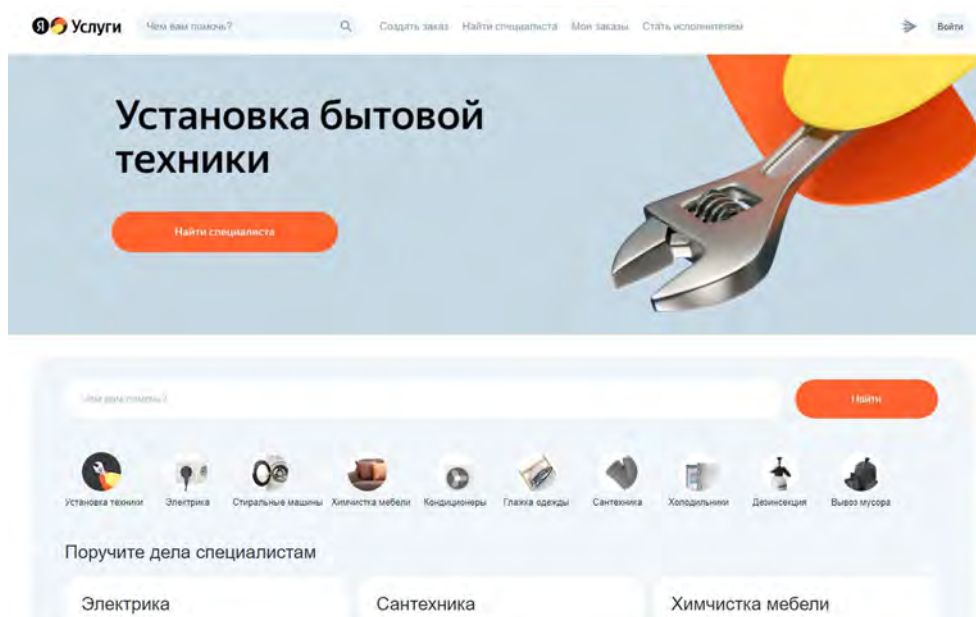 Я Услуги
Чем вам помочь?
Создать заказ Найти специалиста Мои заказы Стать исполнителем
Войти
Установка бытовой
техники
Найти специалиста
Чем вам помочь?
Найти
Установка техники Электрика Стиральные машины Химчистка мебели Кондиционеры Глажка одежды Сантехника Холодильники Дезинсекция Вывоз мусора
Поручите дела специалистам
Электрика Сантехника Химчистка мебели